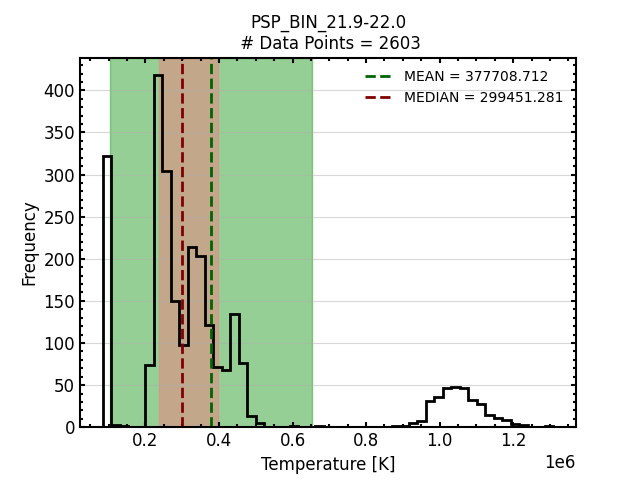 PSP_BIN_21.9-22.0
# Data Points = 2603
MEAN = 377708.712
MEDIAN = 299451.281
Frequency
400
350
300
250
200
150
100
50
0
0.2 0.4 0.6 0.8 1.0 1.2
1e6
Temperature [K]